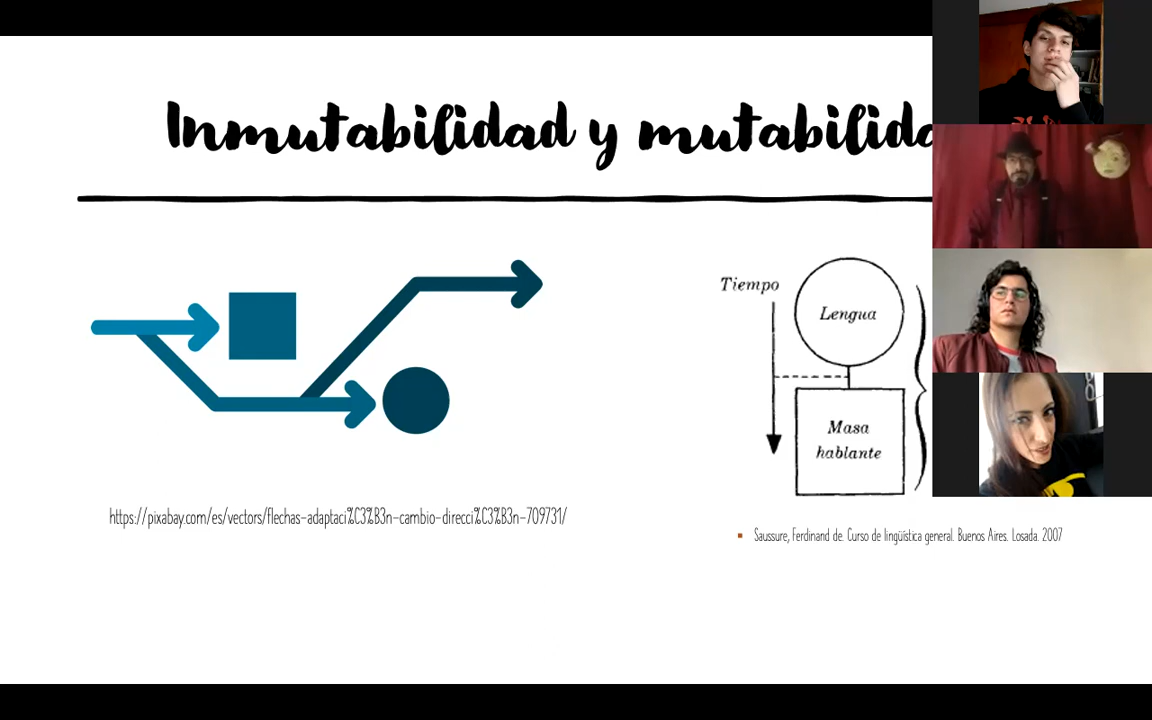 Inmutabilidad y mutabilida
Tiempo
Lengua
Masa
hablante
https://pixabay.com/es/vectors/flechas-adaptaci%C3%B3n-cambio-direcci%C3%B3n-709731/
Saussure, Ferdinand de. Curso de lingüística general. Buenos Aires. Losada. 2007